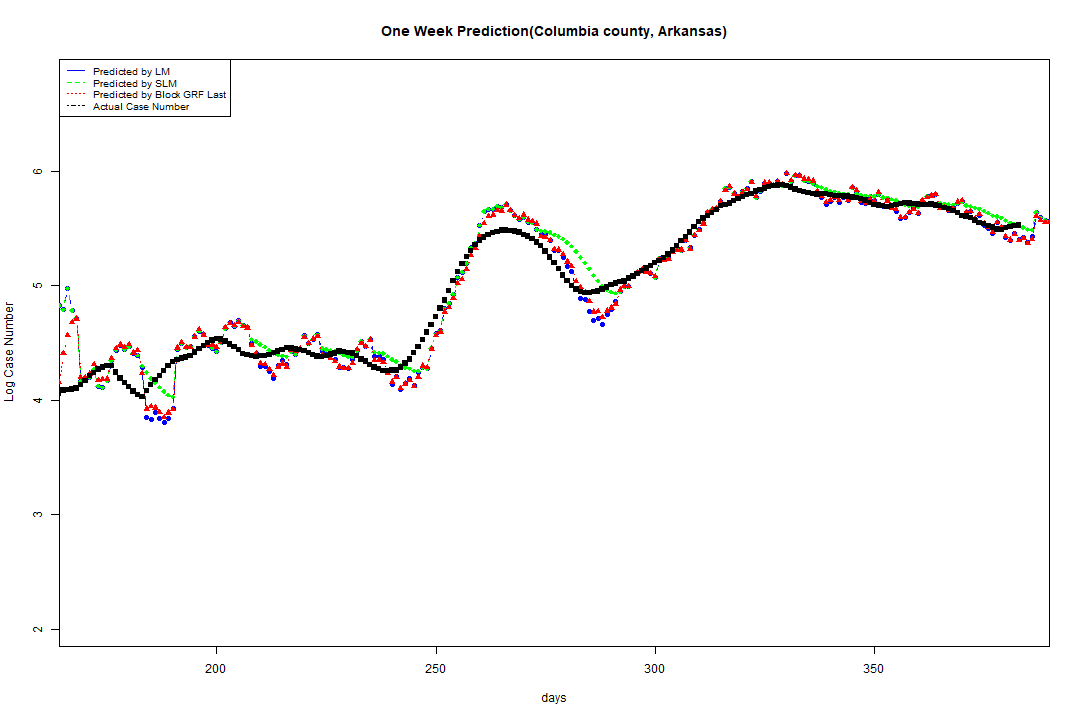 One Week Prediction(Columbia county, Arkansas)
Predicted by LM
Predicted by SLM
Predicted by Block GRF Last
Actual Case Number
Log Case Number
6
5
4
3
2
200 250 300 350
days